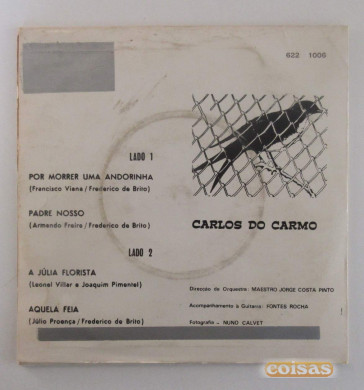 622 1006
LADO 1
POR MORRER UMA ANDORINHA
(Francisco Viana / Frederico de Brito)
PADRE NOSSO
(Armando Freire / Frederico de Brito)
LADO 2
A JÚLIA FLORISTA
(Leonel Villar e Joaquim Pimentel)
AQUELA FEIA
(Júlio Proença / Frederico de Brito)
CARLOS DO CARMO
Direcção de Orquestra: MAESTRO JORGE COSTA PINTO
Acompanhamento à Guitarra: FONTES ROCHA
Fotografia - NUNO CALVET
coisas